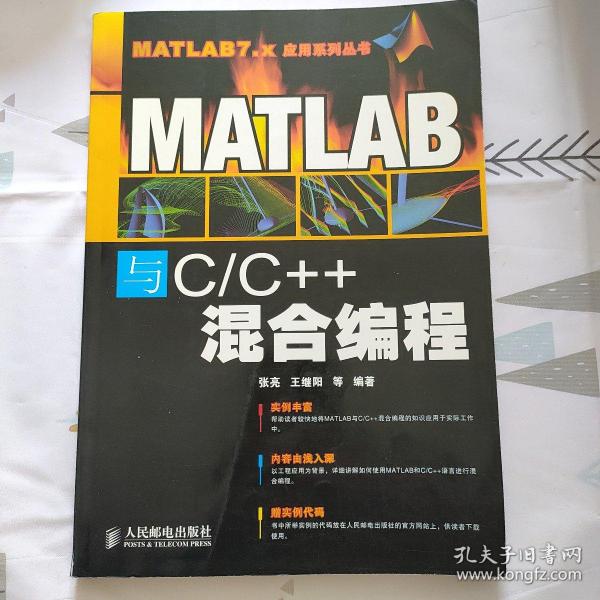 MATLAB7.x 应用系列丛书
MATLAB
与C/C++
混合编程
张亮 王继阳 等 编著
实例丰富
帮助读者较快地将MATLAB与C/C++混合编程的知识应用于实际工作
中。
内容由浅入深
以工程应用为背景，详细讲解如何使用MATLAB和C/C++语言进行混
合编程。
赠实例代码
书中所举实例的代码放在人民邮电出版社的官方网站上，供读者下载
使用。
人民邮电出版社
POSTS & TELECOM PRESS
孔夫子旧书网
www.kongfz.com